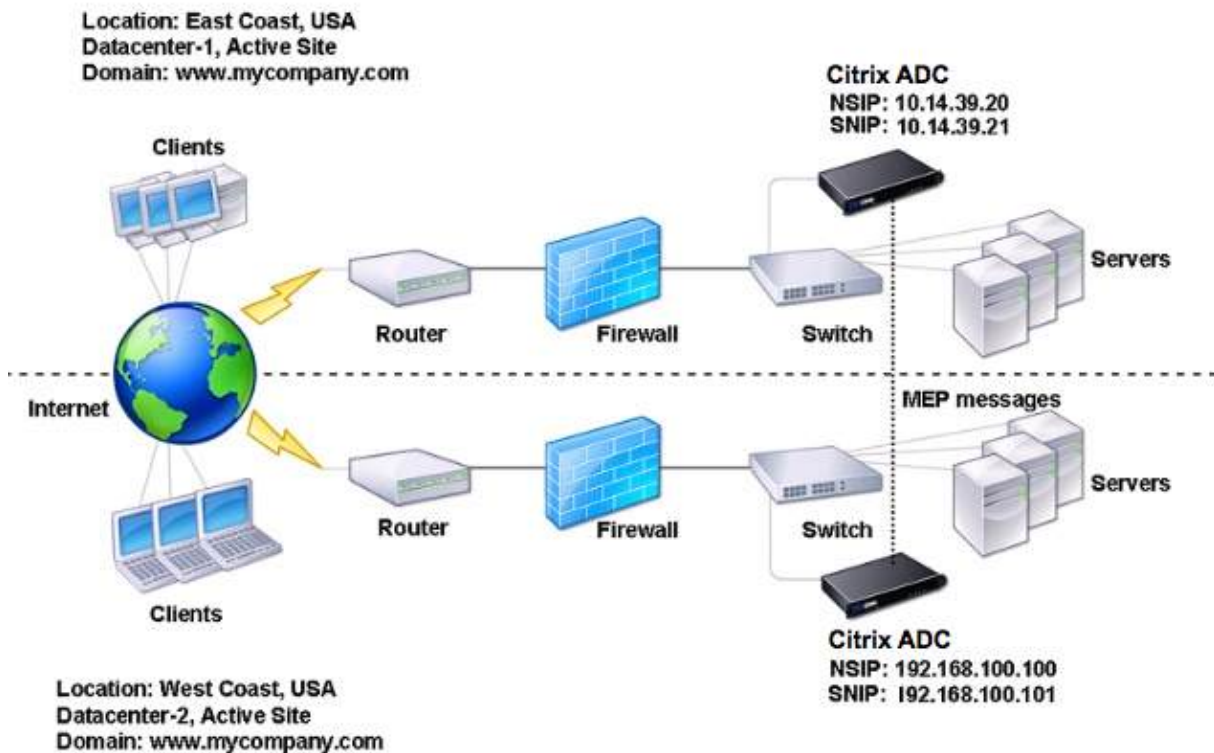 Location: East Coast, USA
Datacenter-1, Active Site
Domain: www.mycompany.com
Citrix ADC
NSIP: 10.14.39.20
SNIP: 10.14.39.21
Clients
Servers
Router
Firewall
Switch
Internet
MEP messages
Servers
Router
Firewall
Switch
Clients
Citrix ADC
NSIP: 192.168.100.100
SNIP: 192.168.100.101
Location: West Coast, USA
Datacenter-2, Active Site
Domain: www.mycompany.com